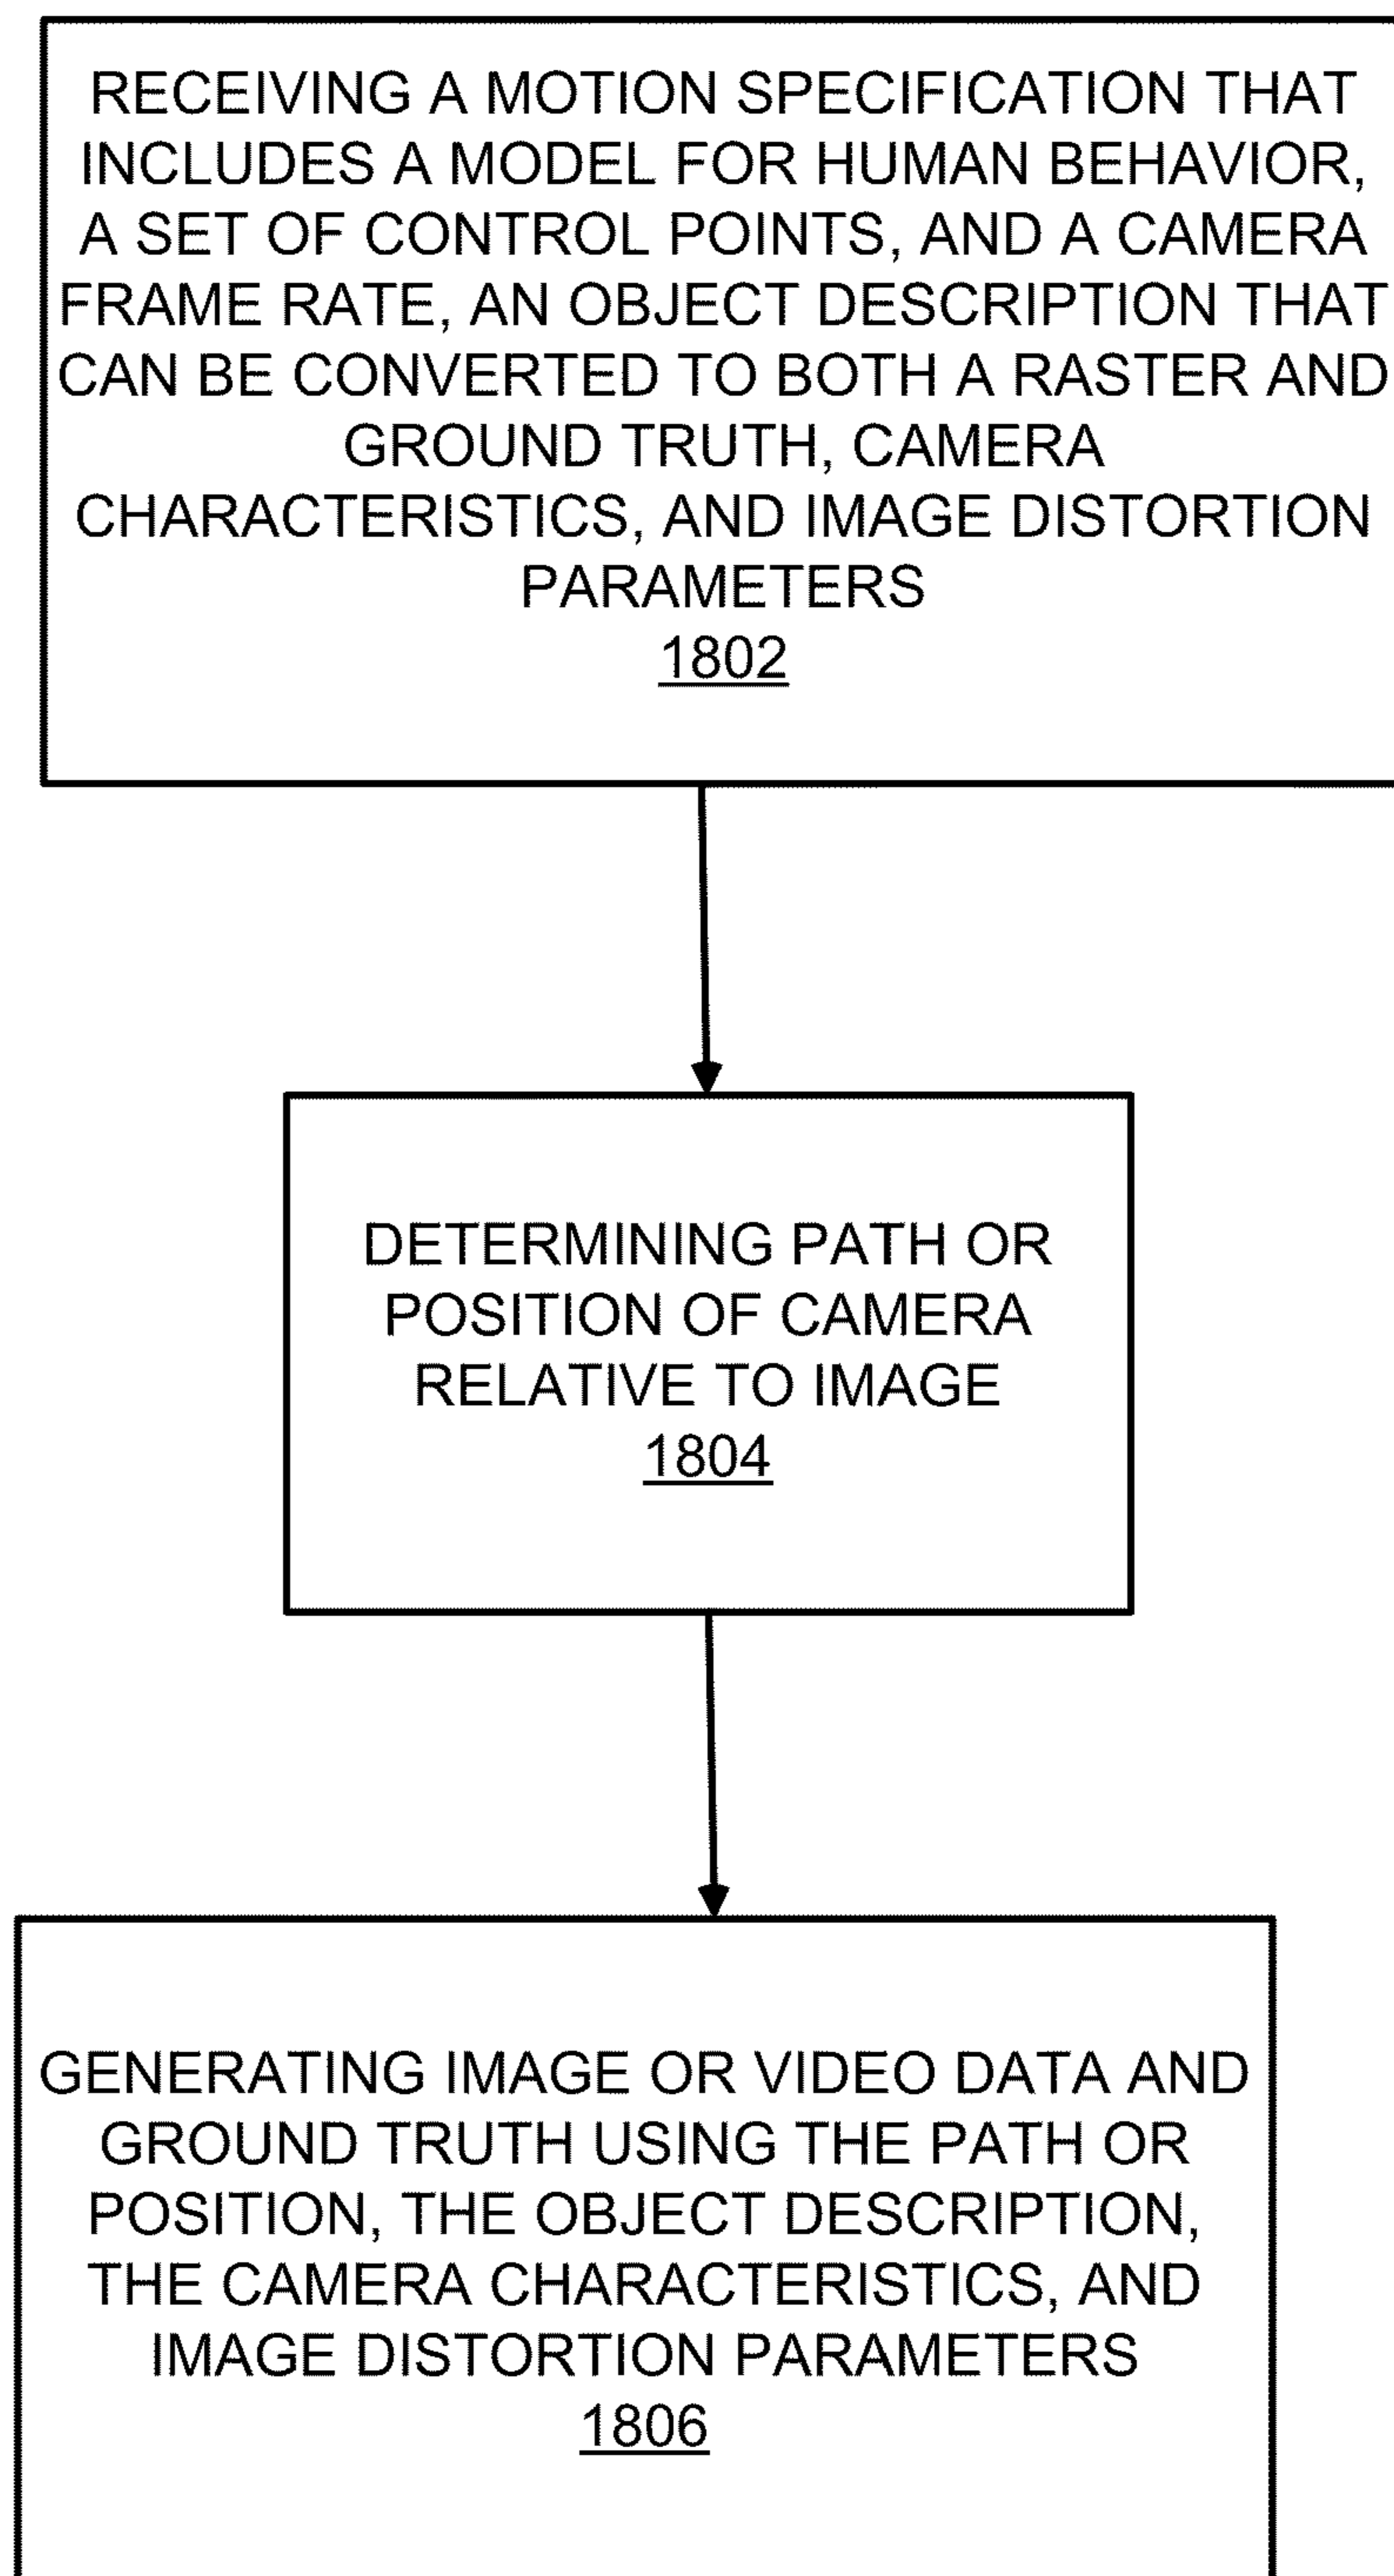 RECEIVING A MOTION SPECIFICATION THAT
INCLUDES A MODEL FOR HUMAN BEHAVIOR,
A SET OF CONTROL POINTS, AND A CAMERA
FRAME RATE, AN OBJECT DESCRIPTION THAT
CAN BE CONVERTED TO BOTH A RASTER AND
GROUND TRUTH, CAMERA
CHARACTERISTICS, AND IMAGE DISTORTION
PARAMETERS
1802
DETERMINING PATH OR
POSITION OF CAMERA
RELATIVE TO IMAGE
1804
GENERATING IMAGE OR VIDEO DATA AND
GROUND TRUTH USING THE PATH OR
POSITION, THE OBJECT DESCRIPTION,
THE CAMERA CHARACTERISTICS, AND
IMAGE DISTORTION PARAMETERS
1806